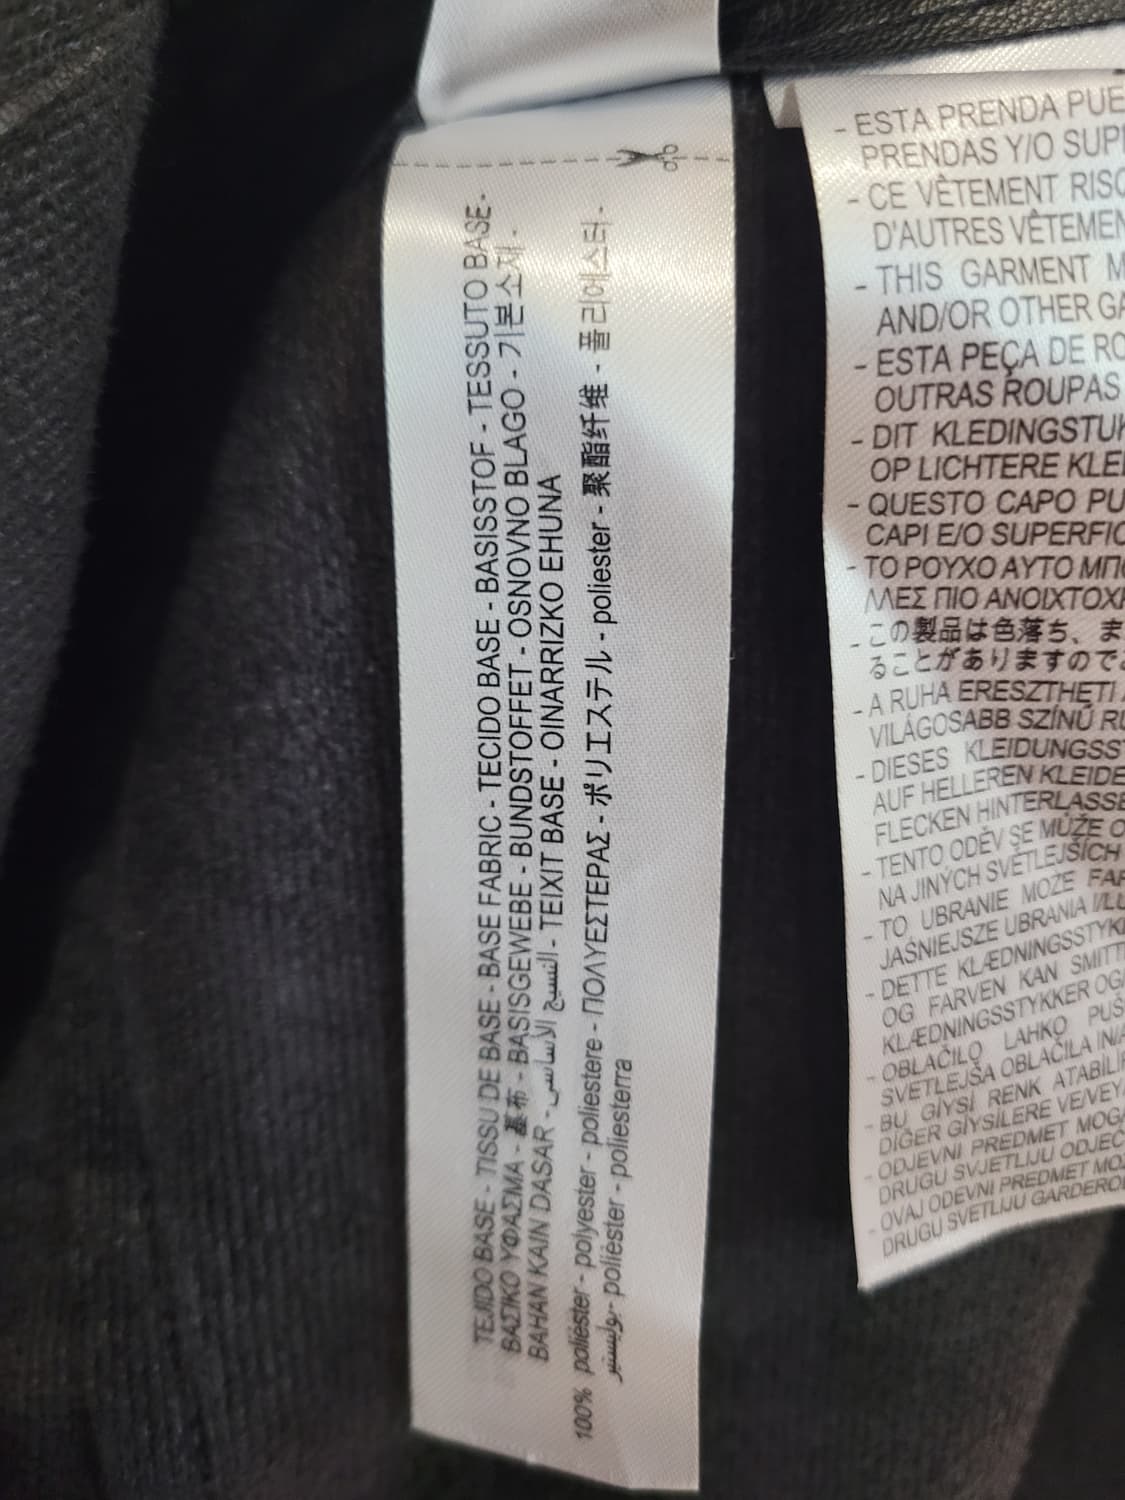 TEJIDO BASE - TISSU DE BASE - BASE FABRIC - TECIDO BASE - BASISSTOF - TESSUTO BASE -
ΒΑΣΙΚΟ ΥΦΑΣΜΑ - 基布 - BASISGEWEBE - BUNDSTOFFET - OSNOVNO BLAGO - 기본소재 -
BAHAN KAIN DASAR - النسيج الأساسي - TEIXIT BASE - OINARRIZKO EHUNA
100% poliéster - polyester - poliestere - ΠΟΛΥΕΣΤΕΡΑΣ - ポリエステル - poliester - 聚酯纤维 - 폴리에스터 -
بوليستير - polièster - poliesterra
- ESTA PRENDA PUE
PRENDAS Y/O SUP
- CE VÊTEMENT RISC
D'AUTRES VÊTEMEN
- THIS GARMENT M
AND/OR OTHER GA
- ESTA PEÇA DE RO
OUTRAS ROUPAS
- DIT KLEDINGSTUK
OP LICHTERE KLEI
- QUESTO CAPO PU
CAPI E/O SUPERFIC
- ΤΟ ΡΟΥΧΟ ΑΥΤΟ ΜΠΟ
ΜΕΣ ΠΙΟ ΑΝΟΙΧΤΟΧΡ
- この製品は色落ち、ま
ることがありますので
- A RUHA ERESZTHETI
VILÁGOSABB SZÍNŰ RU
- DIESES KLEIDUNGSST
AUF HELLEREN KLEIDE
FLECKEN HINTERLASSE
- TENTO ODĚV SE MŮŽE O
NA JINÝCH SVĚTLEJŠÍCH
- TO UBRANIE MOŻE FAR
JAŚNIEJSZE UBRANIA I/LU
- DETTE KLÆDNINGSSTYK
OG FARVEN KAN SMITT
KLÆDNINGSSTYKKER OG
- OBLAČILO LAHKO PUŠ
SVETLEJŠA OBLAČILA IN/A
- BU GİYSİ RENK ATABİLİ
DİĞER GİYSİLERE VE/VEYA
- ODJEVNI PREDMET MOG
DRUGU SVJETLIJU ODJEĆ
- OVAJ ODEVNI PREDMET MOŽ
DRUGU SVETLIJU GARDERO